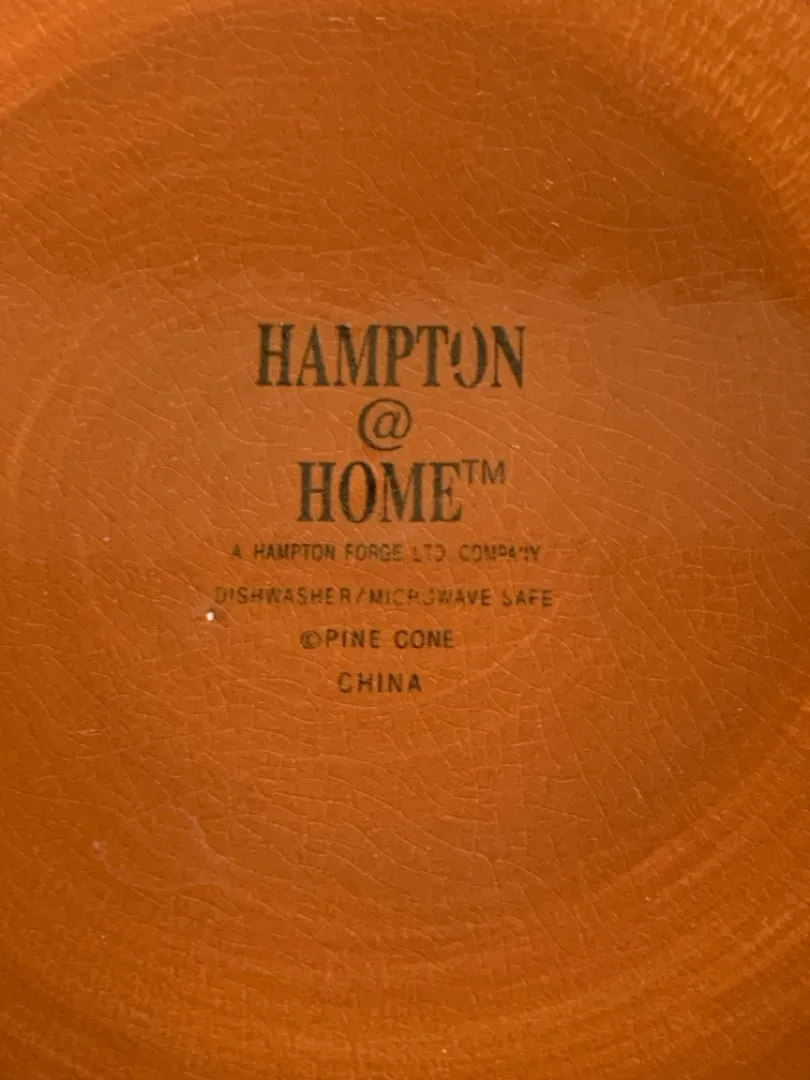 HAMPTON
@
HOME™
A HAMPTON FORGE LTD. COMPANY
DISHWASHER/MICROWAVE SAFE
©PINE CONE
CHINA